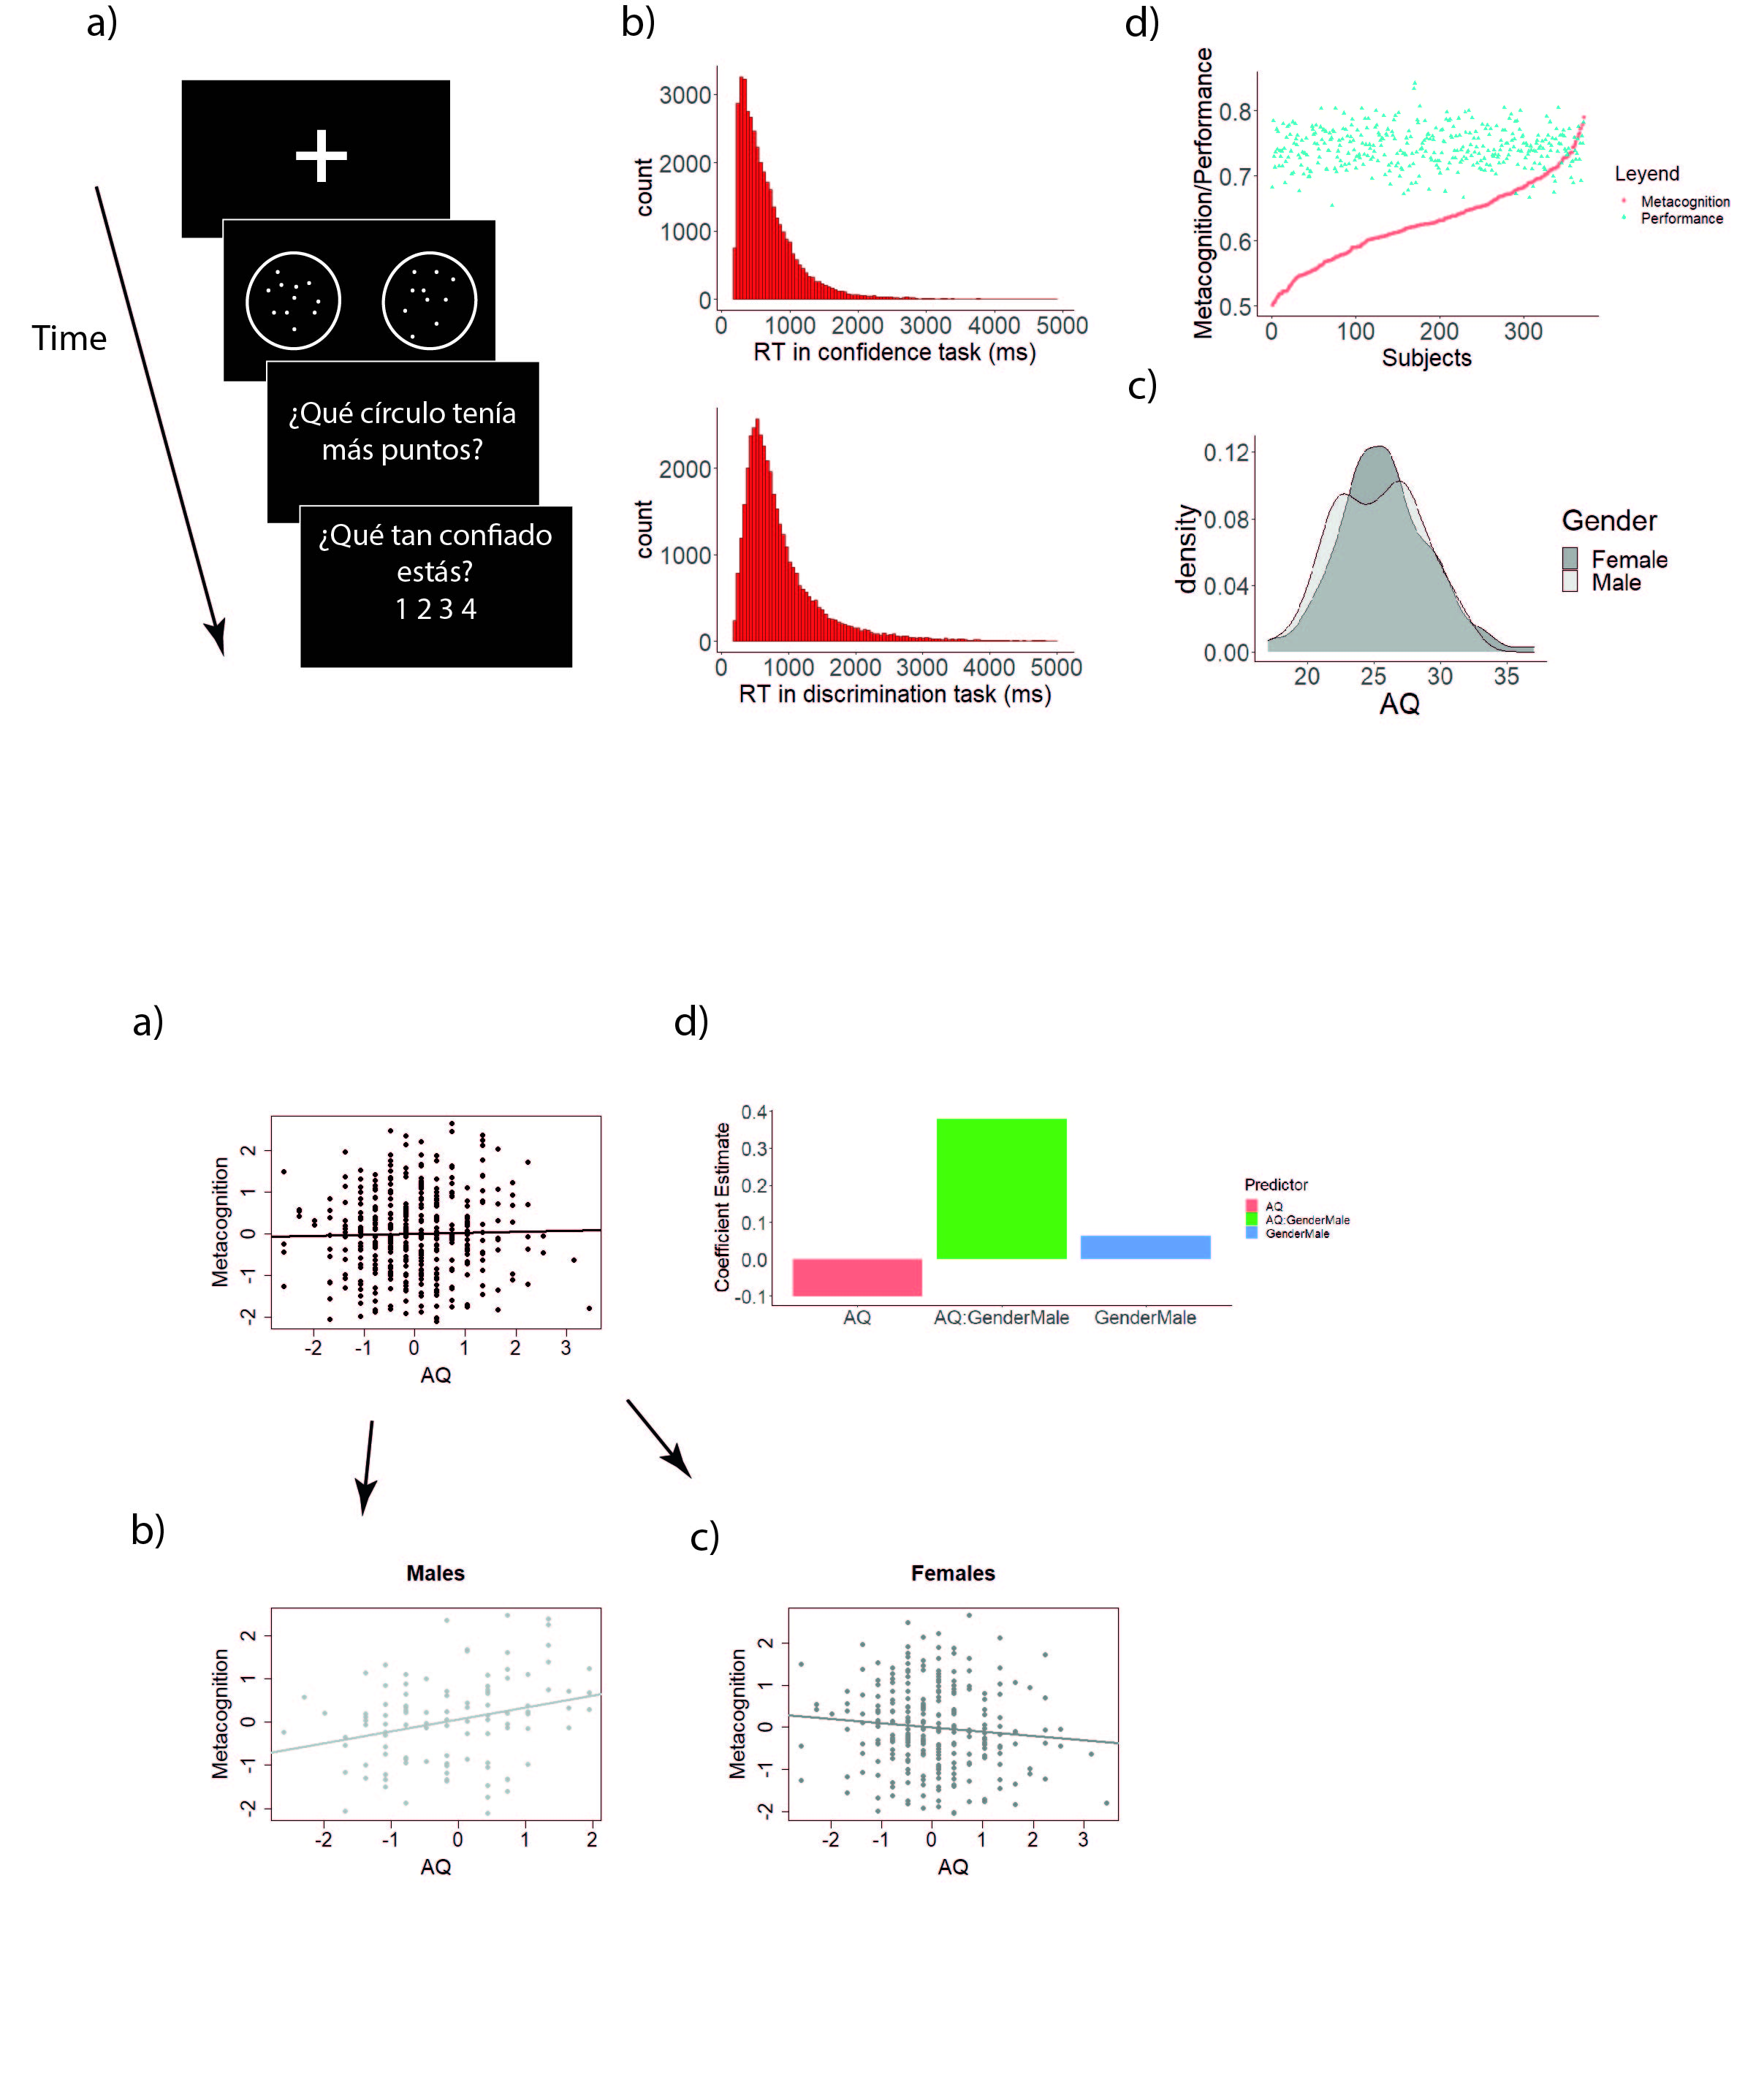 a)
Time
¿Qué círculo tenía
más puntos?
¿Qué tan confiado
estás?
1 2 3 4
b)
count
3000
2000
1000
0
0 1000 2000 3000 4000 5000
RT in confidence task (ms)
count
2000
1000
0
0 1000 2000 3000 4000 5000
RT in discrimination task (ms)
d)
Metacognition/Performance
0.8
0.7
0.6
0.5
0 100 200 300
Subjects
Leyend
Metacognition
Performance
c)
density
0.12
0.08
0.04
0.00
20 25 30 35
AQ
Gender
Female
Male
a)
Metacognition
2
1
0
-1
-2
-2 -1 0 1 2 3
AQ
d)
Coefficient Estimate
0.4
0.3
0.2
0.1
0.0
-0.1
AQ AQ:GenderMale GenderMale
Predictor
AQ
AQ:GenderMale
GenderMale
b)
Males
Metacognition
2
1
0
-1
-2
-2 -1 0 1 2
AQ
c)
Females
Metacognition
2
1
0
-1
-2
-2 -1 0 1 2 3
AQ